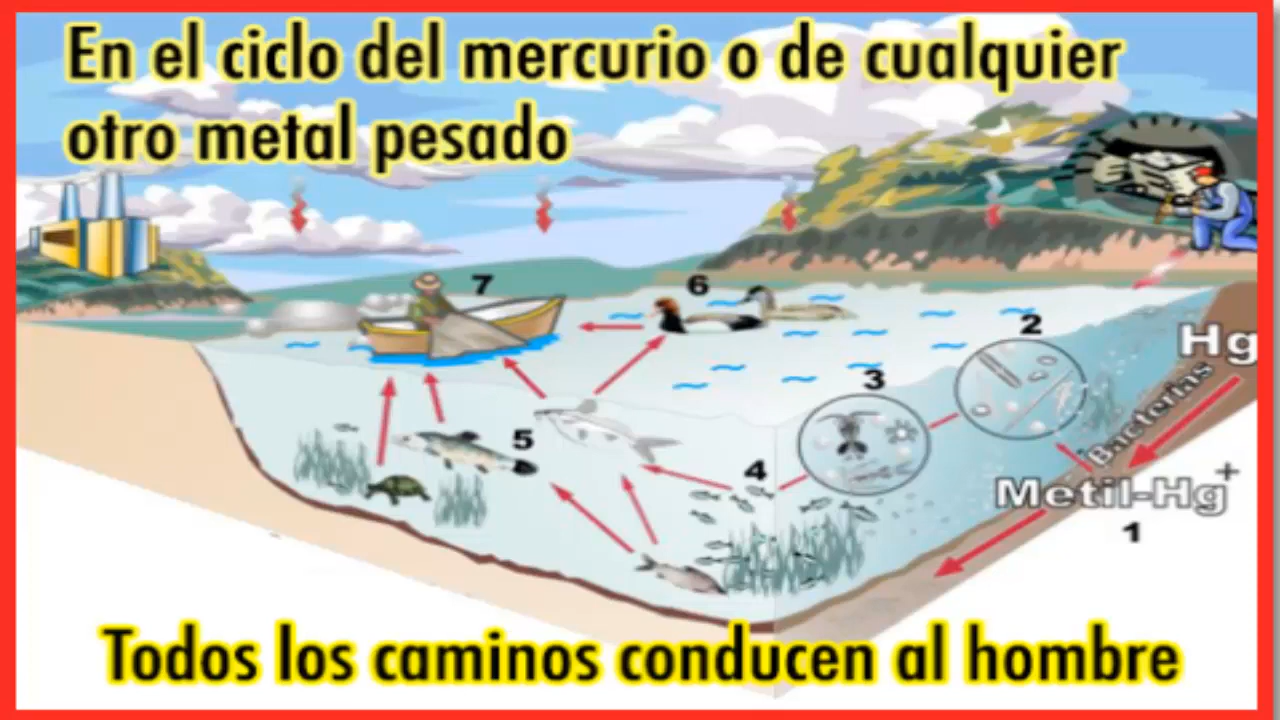 En el ciclo del mercurio o de cualquier
otro metal pesado
7
6
2
Hg
3
Bacterias
5
4
Metil-Hg+
1
Todos los caminos conducen al hombre